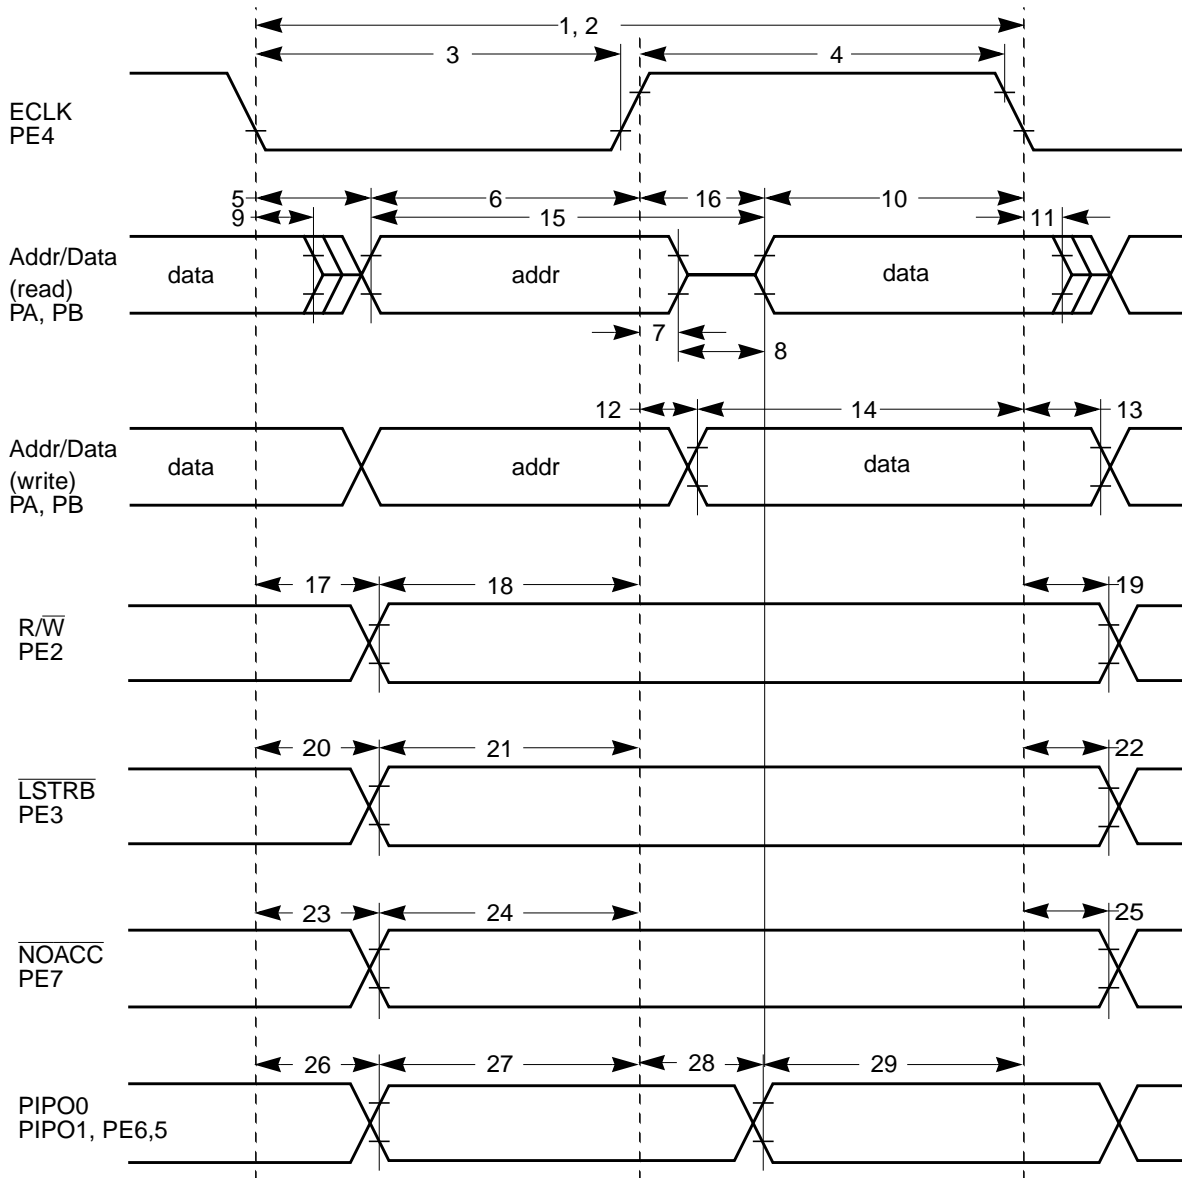 1, 2
3
4
ECLK
PE4
5
6
16
10
9
15
11
Addr/Data
(read)
PA, PB
data
addr
data
7
8
12
14
13
Addr/Data
(write)
PA, PB
data
addr
data
17
18
19
R/W̅
PE2
20
21
22
L̅S̅T̅R̅B̅
PE3
23
24
25
N̅O̅A̅C̅C̅
PE7
26
27
28
29
PIPO0
PIPO1, PE6,5